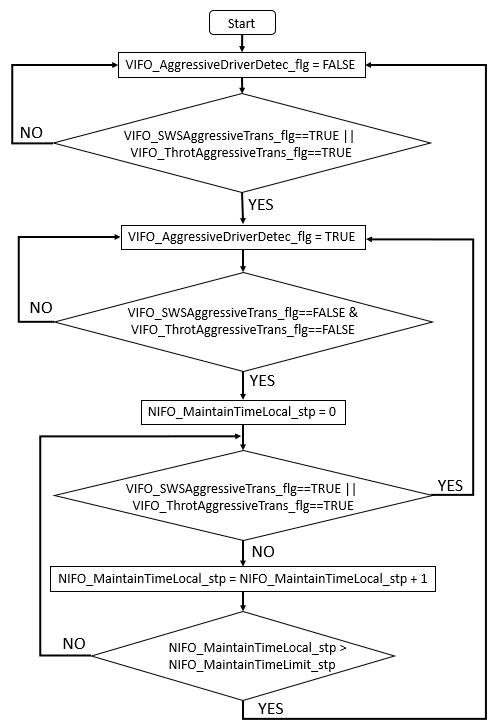 Start
VIFO_AggressiveDriverDetec_flg = FALSE
VIFO_SWSAggressiveTrans_flg==TRUE ||
VIFO_ThrotAggressiveTrans_flg==TRUE
NO
YES
VIFO_AggressiveDriverDetec_flg = TRUE
VIFO_SWSAggressiveTrans_flg==FALSE &
VIFO_ThrotAggressiveTrans_flg==FALSE
NO
YES
NIFO_MaintainTimeLocal_stp = 0
VIFO_SWSAggressiveTrans_flg==TRUE ||
VIFO_ThrotAggressiveTrans_flg==TRUE
YES
NO
NIFO_MaintainTimeLocal_stp = NIFO_MaintainTimeLocal_stp + 1
NO
NIFO_MaintainTimeLocal_stp >
NIFO_MaintainTimeLimit_stp
YES